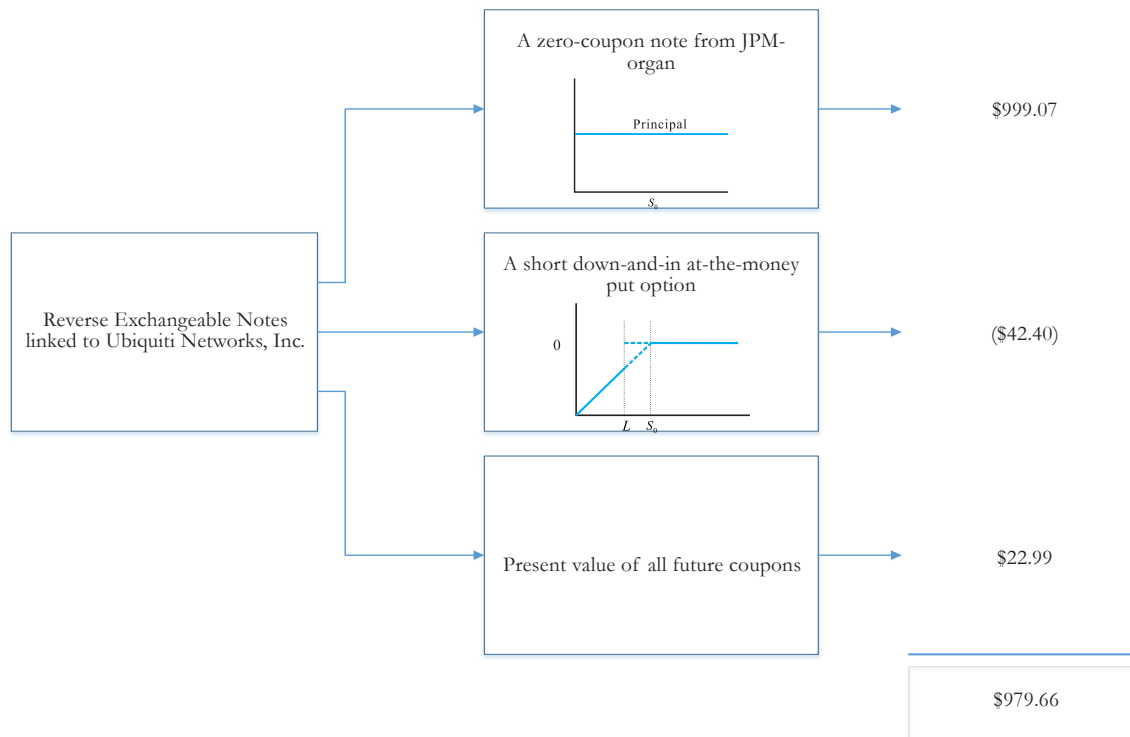 A zero-coupon note from JPM-
organ
Principal
S₀
$999.07
Reverse Exchangeable Notes
linked to Ubiquiti Networks, Inc.
A short down-and-in at-the-money
put option
0
L S₀
($42.40)
Present value of all future coupons
$22.99
$979.66